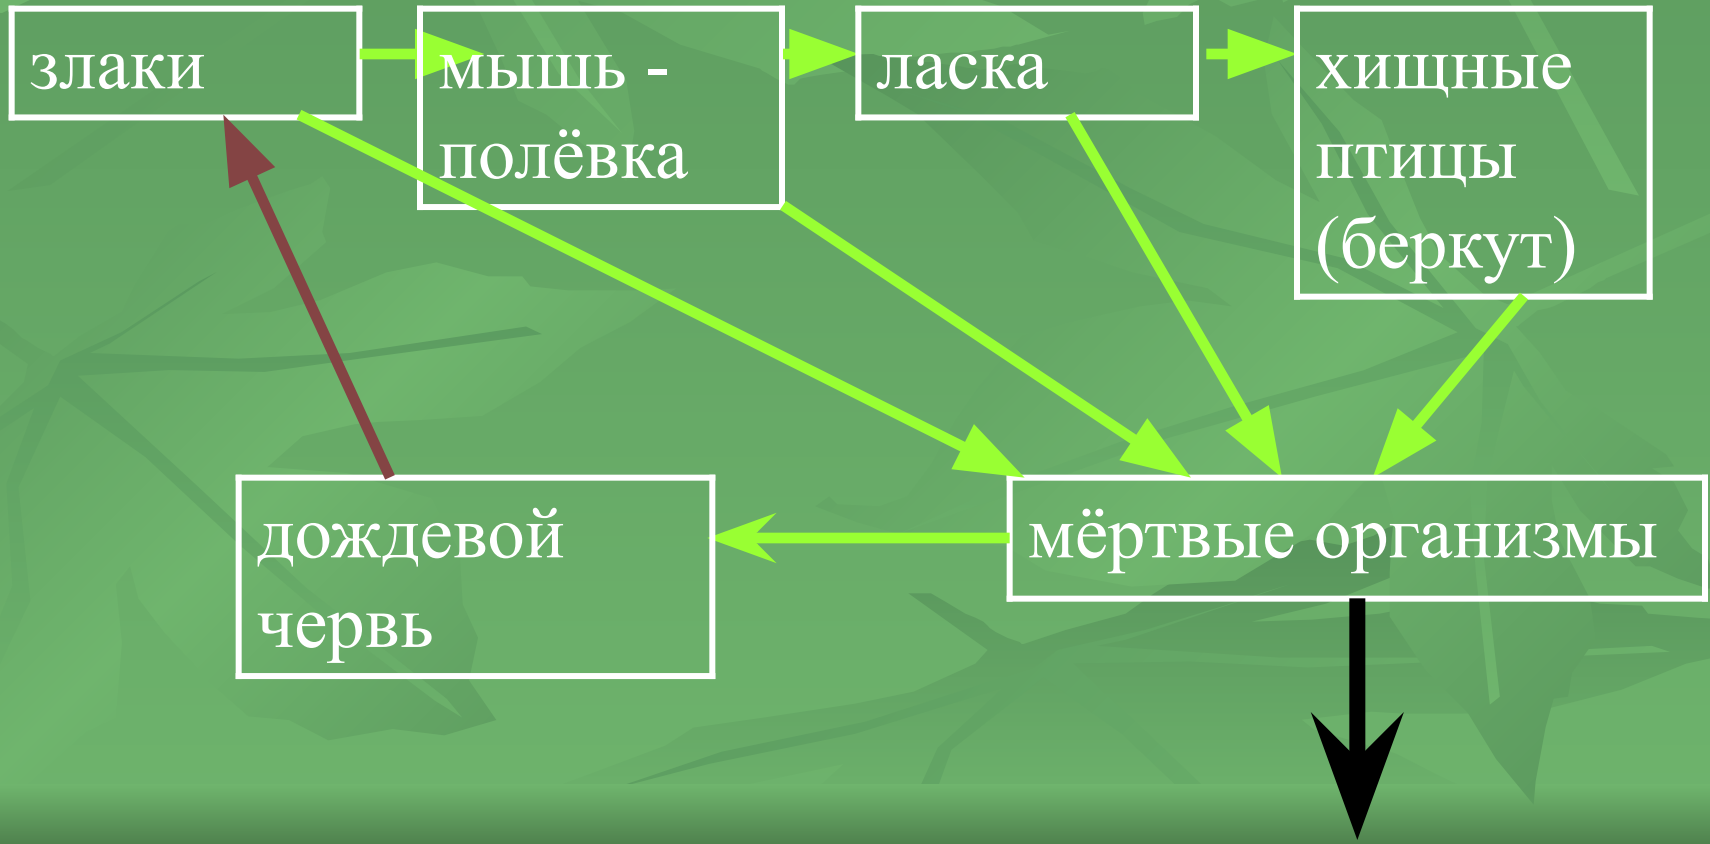 злаки
мышь -
полёвка
ласка
хищные
птицы
(беркут)
дождевой
червь
мёртвые организмы